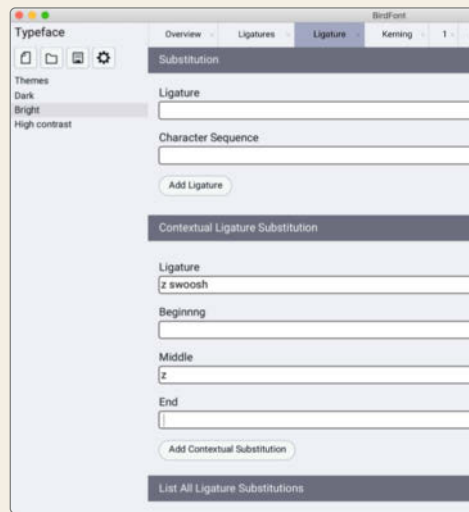 BirdFont
Typeface
Overview
Ligatures
Ligature
Kerning
1
Themes
Dark
Bright
High contrast
Substitution
Ligature
Character Sequence
Add Ligature
Contextual Ligature Substitution
Ligature
z swoosh
Beginnng
Middle
z
End
Add Contextual Substitution
List All Ligature Substitutions